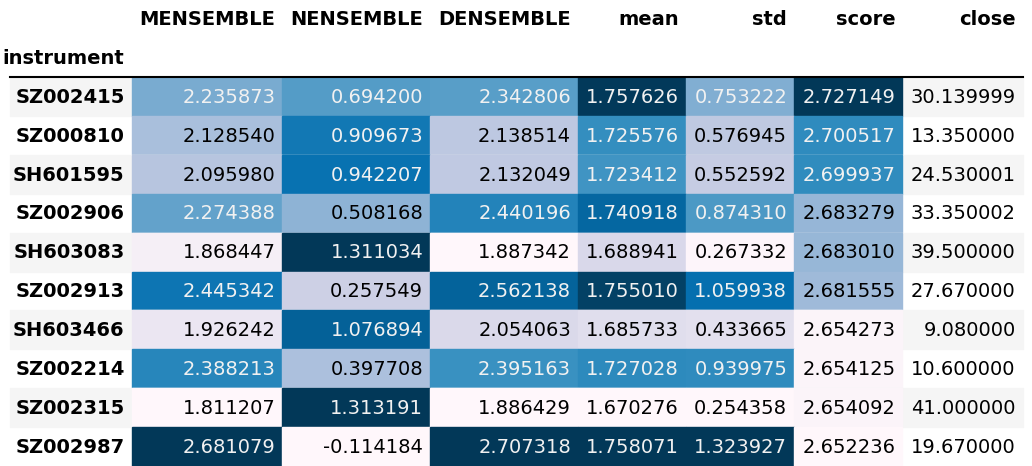 MENSEMBLE NENSEMBLE DENSEMBLE mean std score close
instrument
SZ002415 2.235873 0.694200 2.342806 1.757626 0.753222 2.727149 30.139999
SZ000810 2.128540 0.909673 2.138514 1.725576 0.576945 2.700517 13.350000
SH601595 2.095980 0.942207 2.132049 1.723412 0.552592 2.699937 24.530001
SZ002906 2.274388 0.508168 2.440196 1.740918 0.874310 2.683279 33.350002
SH603083 1.868447 1.311034 1.887342 1.688941 0.267332 2.683010 39.500000
SZ002913 2.445342 0.257549 2.562138 1.755010 1.059938 2.681555 27.670000
SH603466 1.926242 1.076894 2.054063 1.685733 0.433665 2.654273 9.080000
SZ002214 2.388213 0.397708 2.395163 1.727028 0.939975 2.654125 10.600000
SZ002315 1.811207 1.313191 1.886429 1.670276 0.254358 2.654092 41.000000
SZ002987 2.681079 -0.114184 2.707318 1.758071 1.323927 2.652236 19.670000